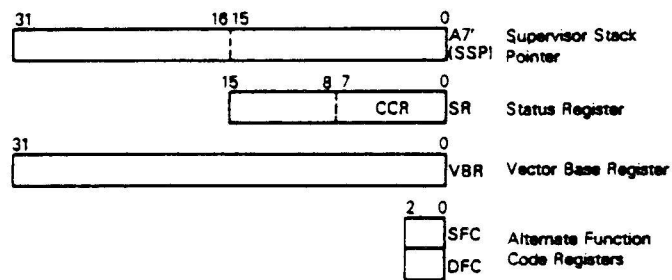 31 16 15 0
A7' Supervisor Stack
(SSP) Pointer
15 8 7 0
CCR SR Status Register
31 0
VBR Vector Base Register
2 0
SFC Alternate Function
DFC Code Registers